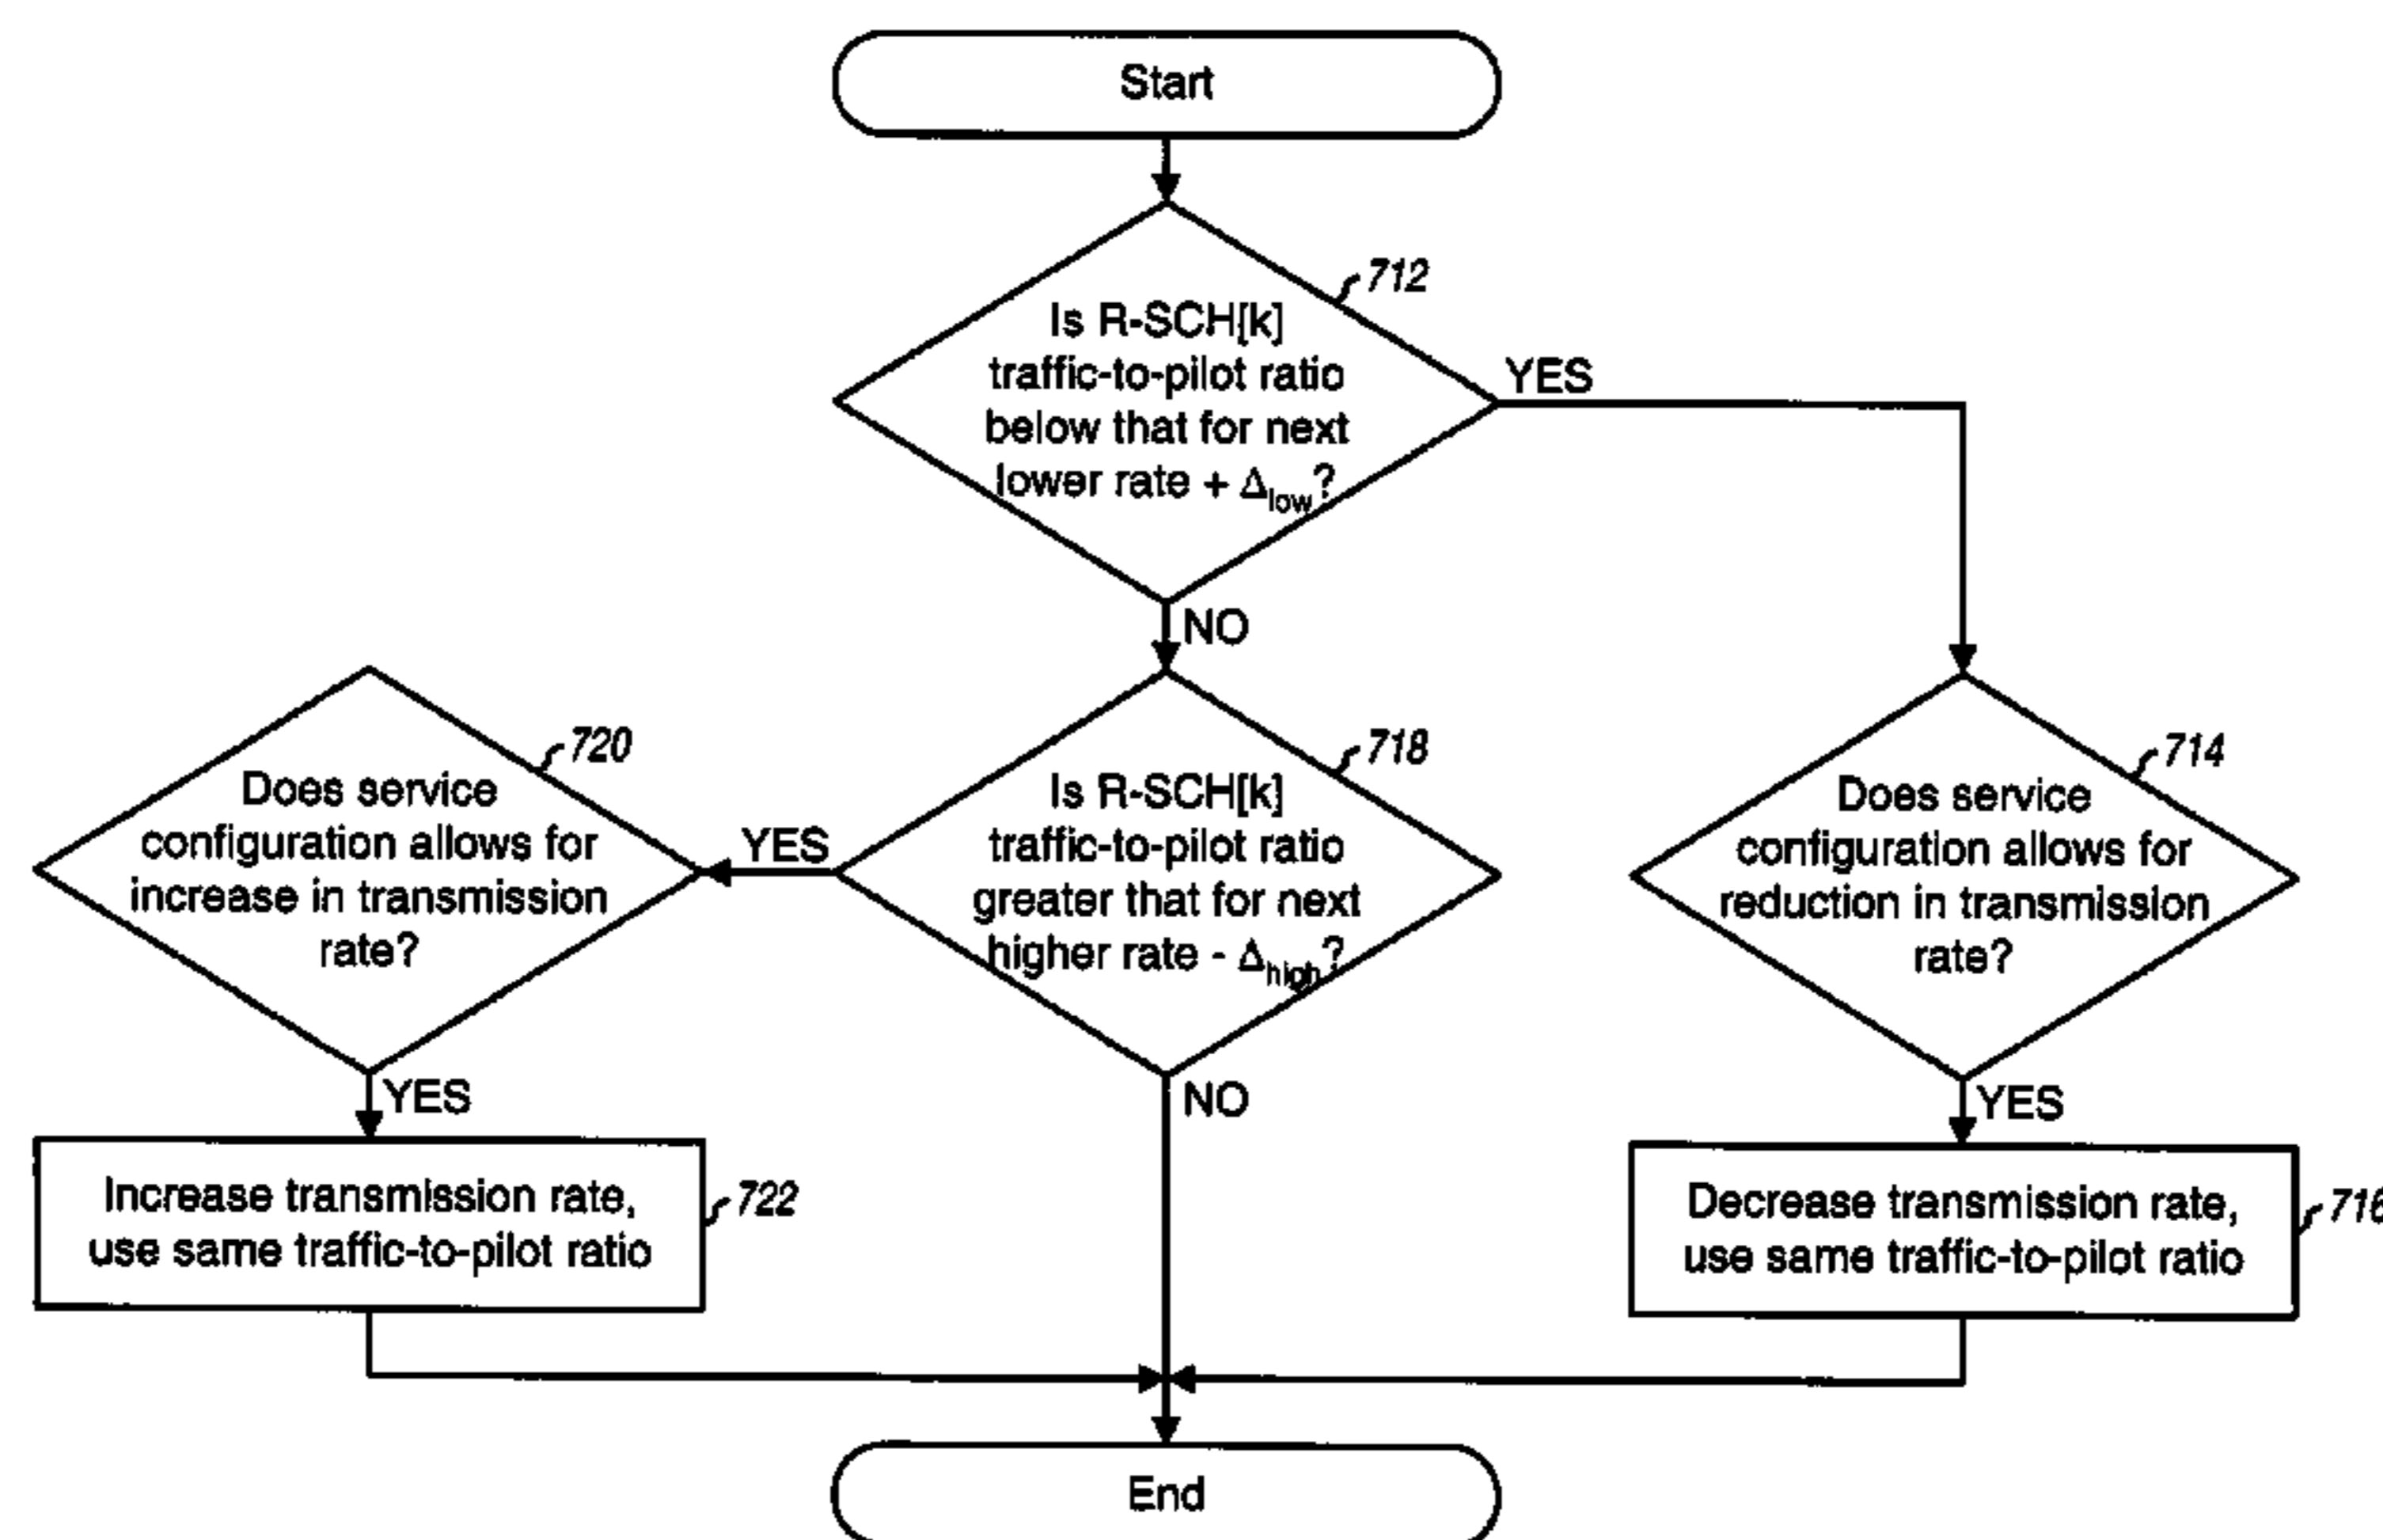 Start
712
Is R-SCH[k]
traffic-to-pilot ratio
below that for next
lower rate + Δlow?
YES
NO
720
Does service
configuration allows for
increase in transmission
rate?
YES
718
Is R-SCH[k]
traffic-to-pilot ratio
greater that for next
higher rate - Δhigh?
714
Does service
configuration allows for
reduction in transmission
rate?
YES
NO
YES
Increase transmission rate,
use same traffic-to-pilot ratio
722
Decrease transmission rate,
use same traffic-to-pilot ratio
716
End